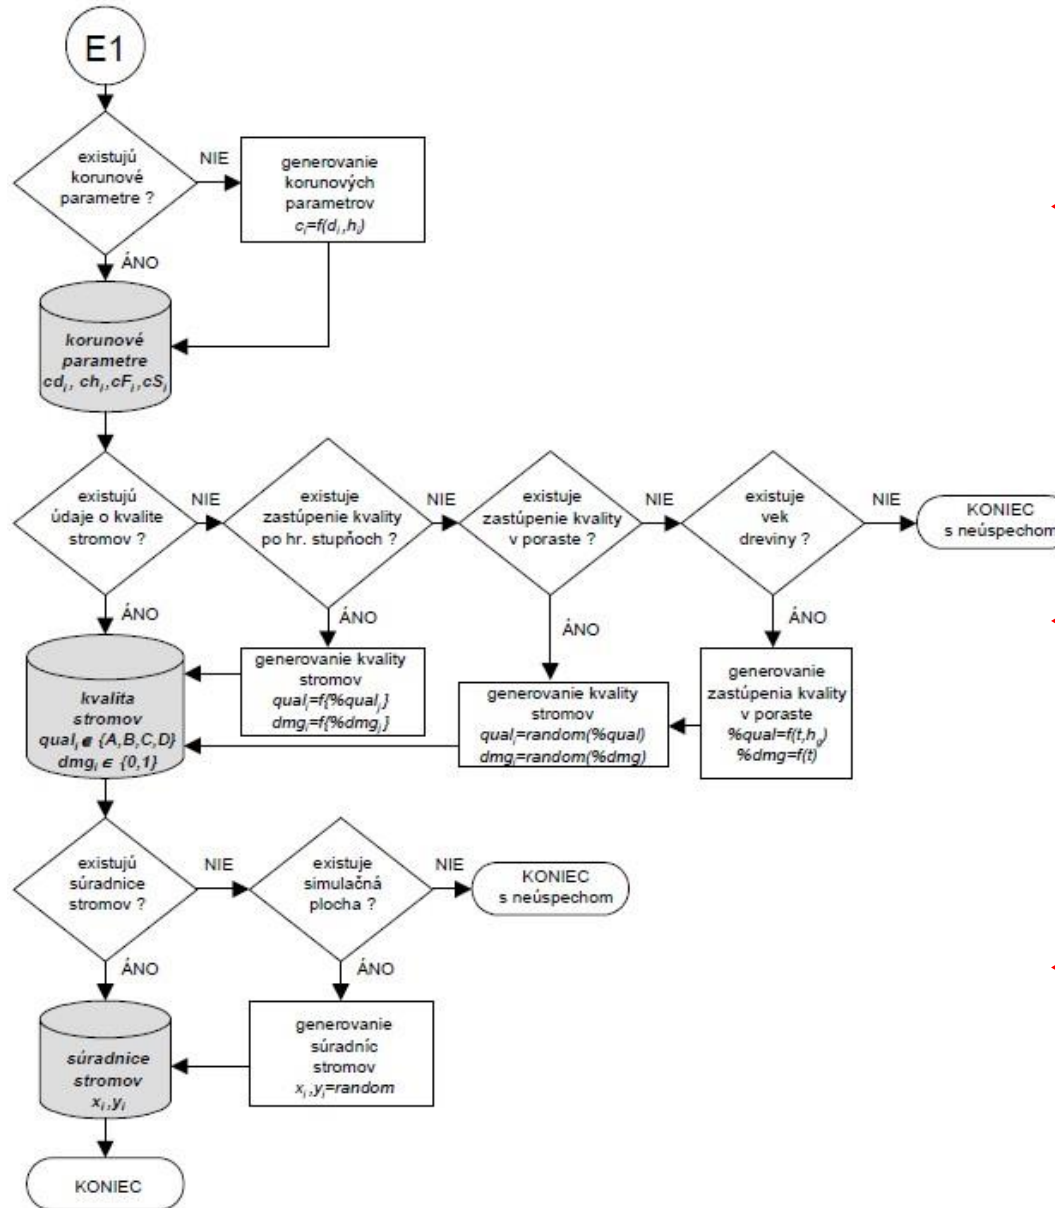 E1
existujú
korunové
parametre ?
NIE
generovanie
korunových
parametrov
cᵢ=f(dᵢ,hᵢ)
ÁNO
korunové
parametre
cdᵢ, chᵢ,cFᵢ,cSᵢ
existujú
údaje o kvalite
stromov ?
NIE
existuje
zastúpenie kvality
po hr. stupňoch ?
NIE
existuje
zastúpenie kvality
v poraste ?
NIE
existuje
vek
dreviny ?
NIE
KONIEC
s neúspechom
ÁNO
ÁNO
ÁNO
ÁNO
kvalita
stromov
qualᵢ ∈ {A,B,C,D}
dmgᵢ ∈ {0,1}
generovanie kvality
stromov
qualᵢ=f{%qualⱼ}
dmgᵢ=f{%dmgⱼ}
generovanie kvality
stromov
qualᵢ=random(%qual)
dmgᵢ=random(%dmg)
generovanie
zastúpenia kvality
v poraste
%qual=f(t,h_g)
%dmg=f(t)
existujú
súradnice
stromov ?
NIE
existuje
simulačná
plocha ?
NIE
KONIEC
s neúspechom
ÁNO
ÁNO
súradnice
stromov
xᵢ,yᵢ
generovanie
súradníc
stromov
xᵢ,yᵢ=random
KONIEC